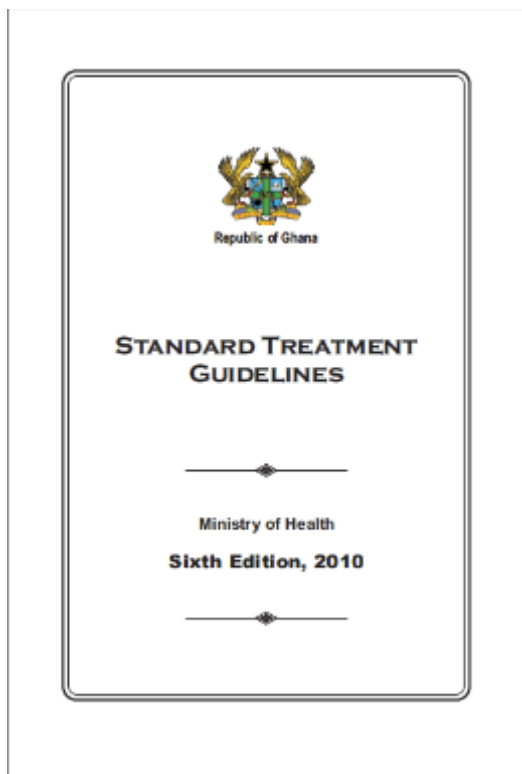 Republic of Ghana
STANDARD TREATMENT
GUIDELINES
Ministry of Health
Sixth Edition, 2010